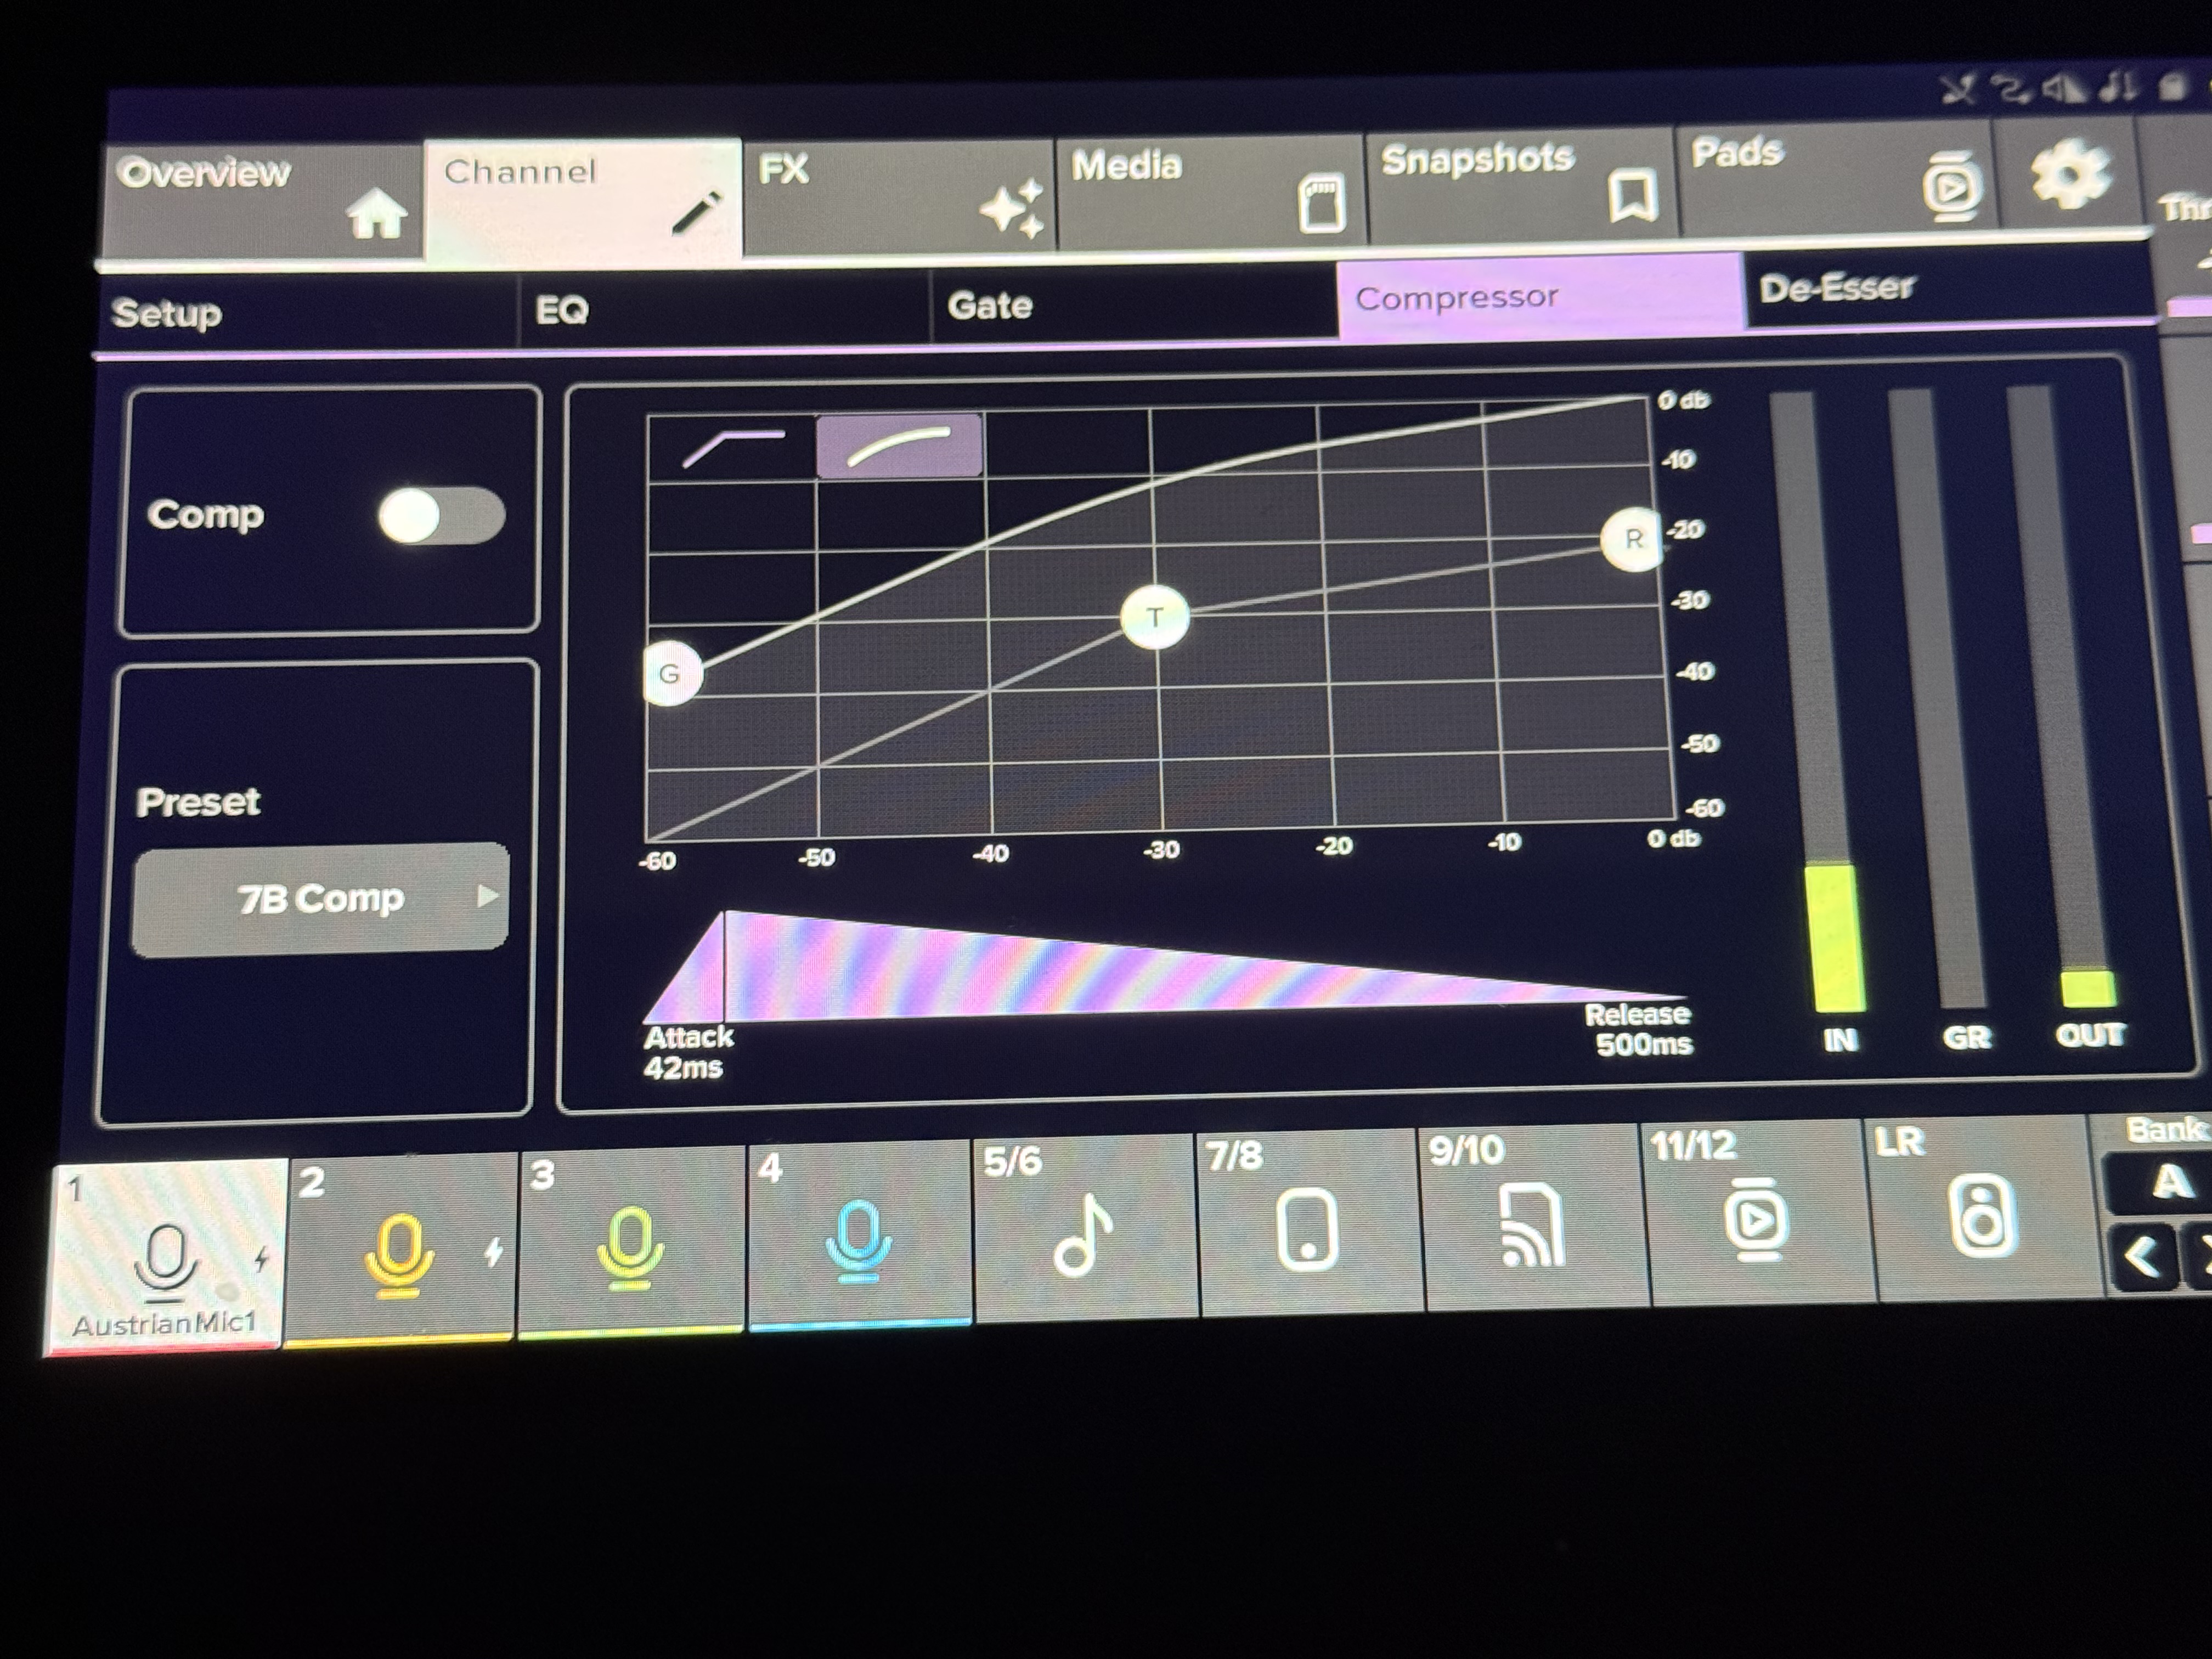 Overview
Channel
FX
Media
Snapshots
Pads
Setup
EQ
Gate
Compressor
De-Esser
Comp
Preset
7B Comp
G
T
R
0 db
-10
-20
-30
-40
-50
-60
-60
-50
-40
-30
-20
-10
0 db
Attack
42ms
Release
500ms
IN
GR
OUT
1
AustrianMic1
2
3
4
5/6
7/8
9/10
11/12
LR
Bank
A